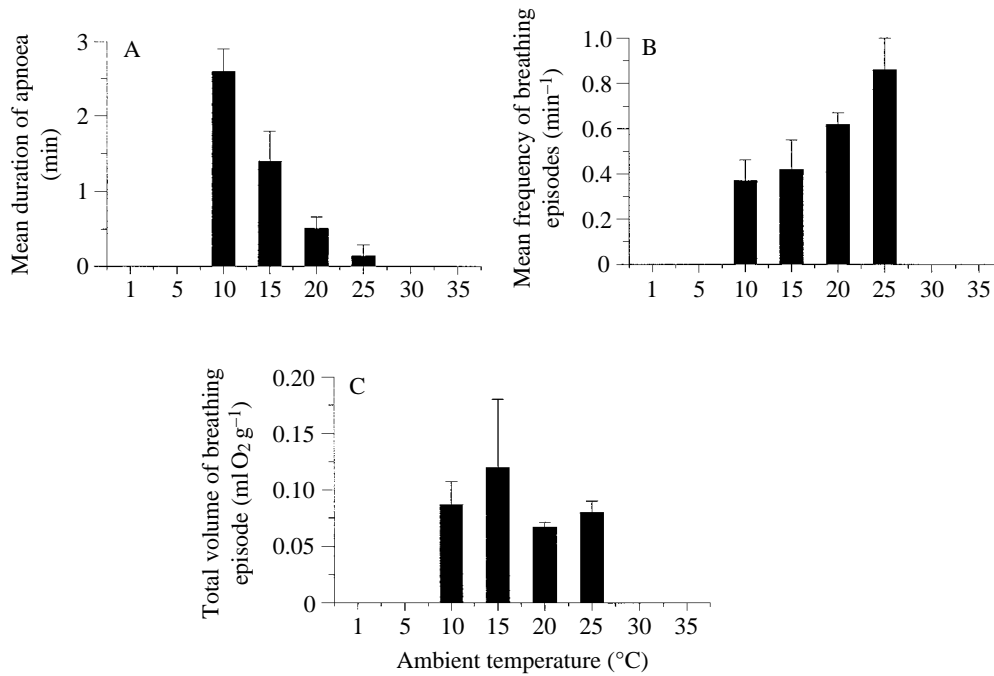 A
Mean duration of apnoea
(min)
3
2
1
0
1 5 10 15 20 25 30 35
B
Mean frequency of breathing
episodes (min⁻¹)
1.0
0.8
0.6
0.4
0.2
0
1 5 10 15 20 25 30 35
C
Total volume of breathing
episode (ml O₂ g⁻¹)
0.20
0.15
0.10
0.05
0
1 5 10 15 20 25 30 35
Ambient temperature (°C)